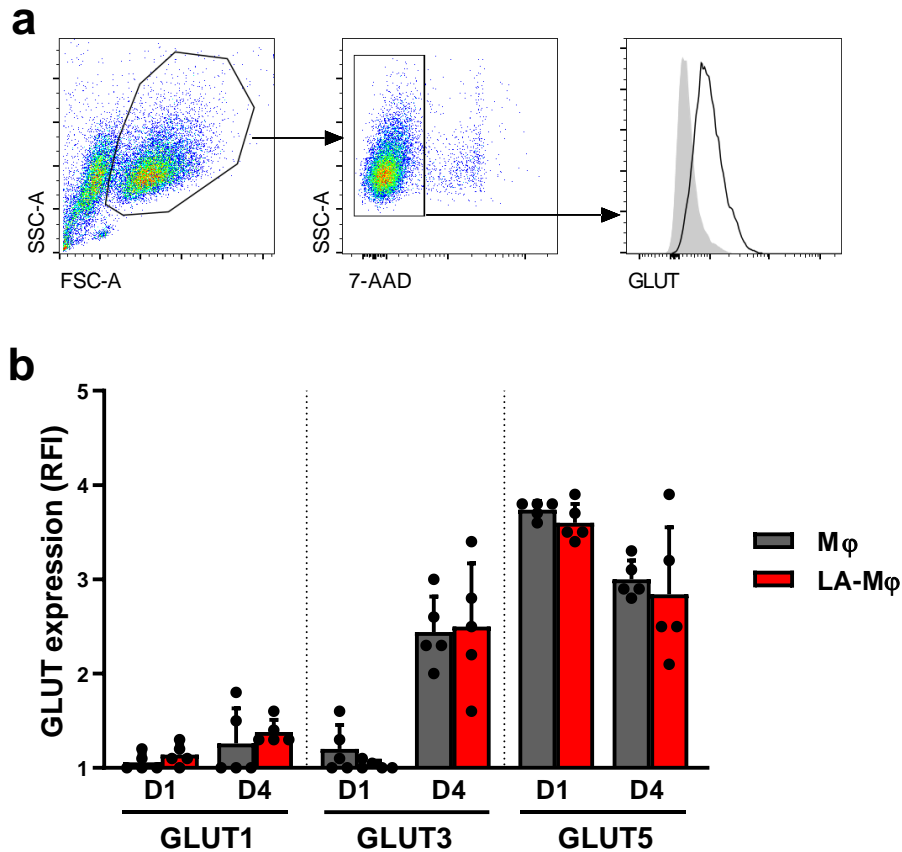 a
SSC-A
FSC-A
SSC-A
7-AAD
GLUT
b
GLUT expression (RFI)
5
4
3
2
1
D1 D4 D1 D4 D1 D4
GLUT1 GLUT3 GLUT5
Mφ
LA-Mφ